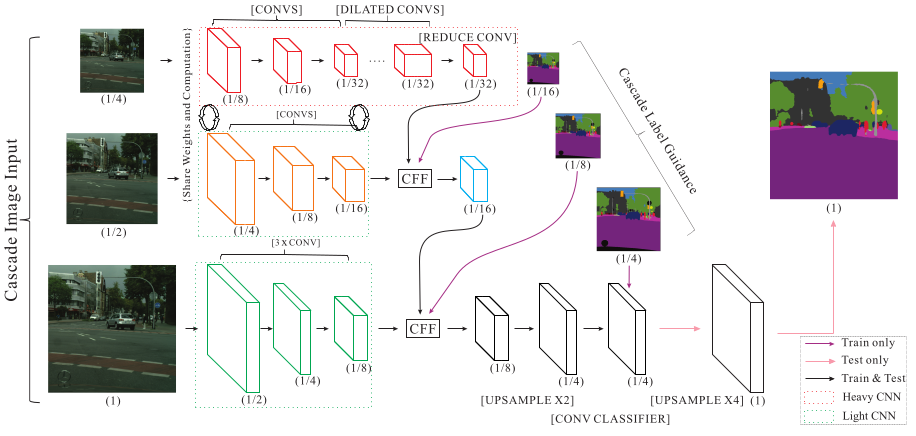 [CONVS]
[DILATED CONVS]
[REDUCE CONV]
(1/4)
(1/8)
(1/16)
(1/32)
(1/32)
(1/32)
(1/16)
Cascade Image Input
{Share Weights and Computation}
Cascade Label Guidance
[CONVS]
(1/2)
(1/4)
(1/8)
(1/16)
CFF
(1/16)
(1/8)
(1)
[3 X CONV]
(1/4)
(1)
(1/2)
(1/4)
(1/8)
CFF
(1/8)
(1/4)
(1/4)
(1)
[UPSAMPLE X2]
[CONV CLASSIFIER]
[UPSAMPLE X4]
Train only
Test only
Train & Test
Heavy CNN
Light CNN